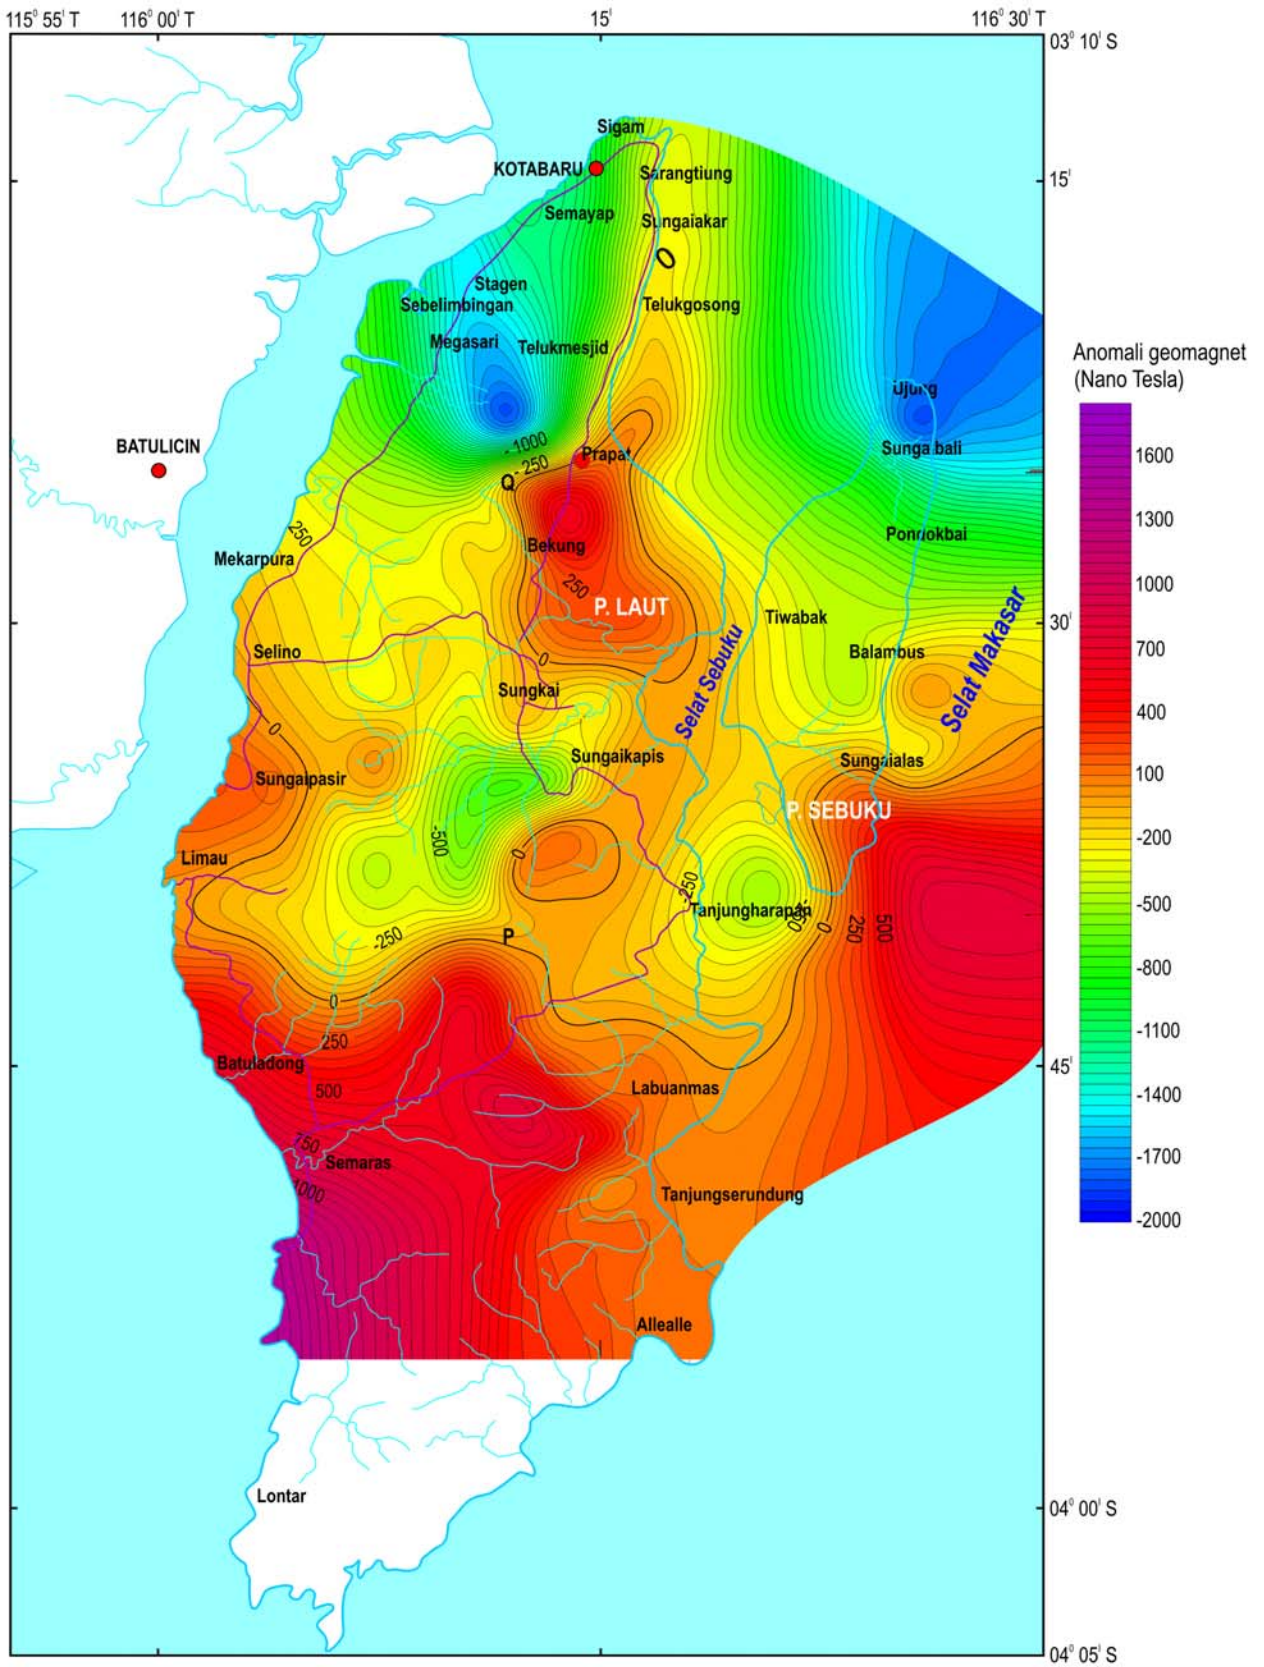 115° 55' T
116° 00' T
15'
116° 30' T
03° 10' S
Sigam
KOTABARU
Sarangtiung
15'
Semayap
Sungaiakar
Stagen
Sebelimbingan
Telukgosong
Megasari
Telukmesjid
Anomali geomagnet
(Nano Tesla)
Ujung
BATULICIN
-1000
Prapat
Sunga bali
1600
-250
Q
250
1300
Pondokbai
Mekarpura
Bekung
1000
250
P. LAUT
Tiwabak
30'
Selino
0
Balambus
700
Selat Sebuku
Selat Makasar
Sungkai
400
0
Sungaikapis
Sungaialas
100
Sungaipasir
P. SEBUKU
-500
-200
0
Limau
-250
Tanjungharapan
-500
-250
P
0
250
500
-800
0
-1100
250
Batuladong
45'
500
Labuanmas
-1400
750
Semaras
-1700
1000
Tanjungserundung
-2000
Allealle
Lontar
04° 00' S
04° 05' S